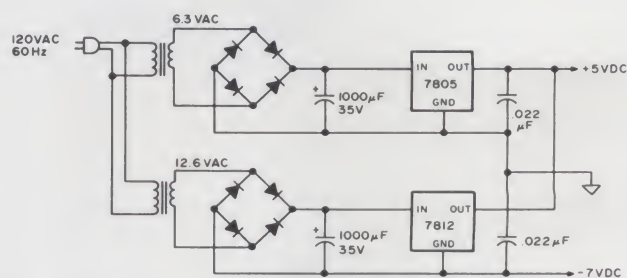 6.3 VAC
120VAC
60Hz
IN OUT
7805
GND
+5VDC
+
1000µF
35V
.022
µF
12.6 VAC
IN OUT
7812
GND
+
1000µF
35V
.022µF
-7VDC